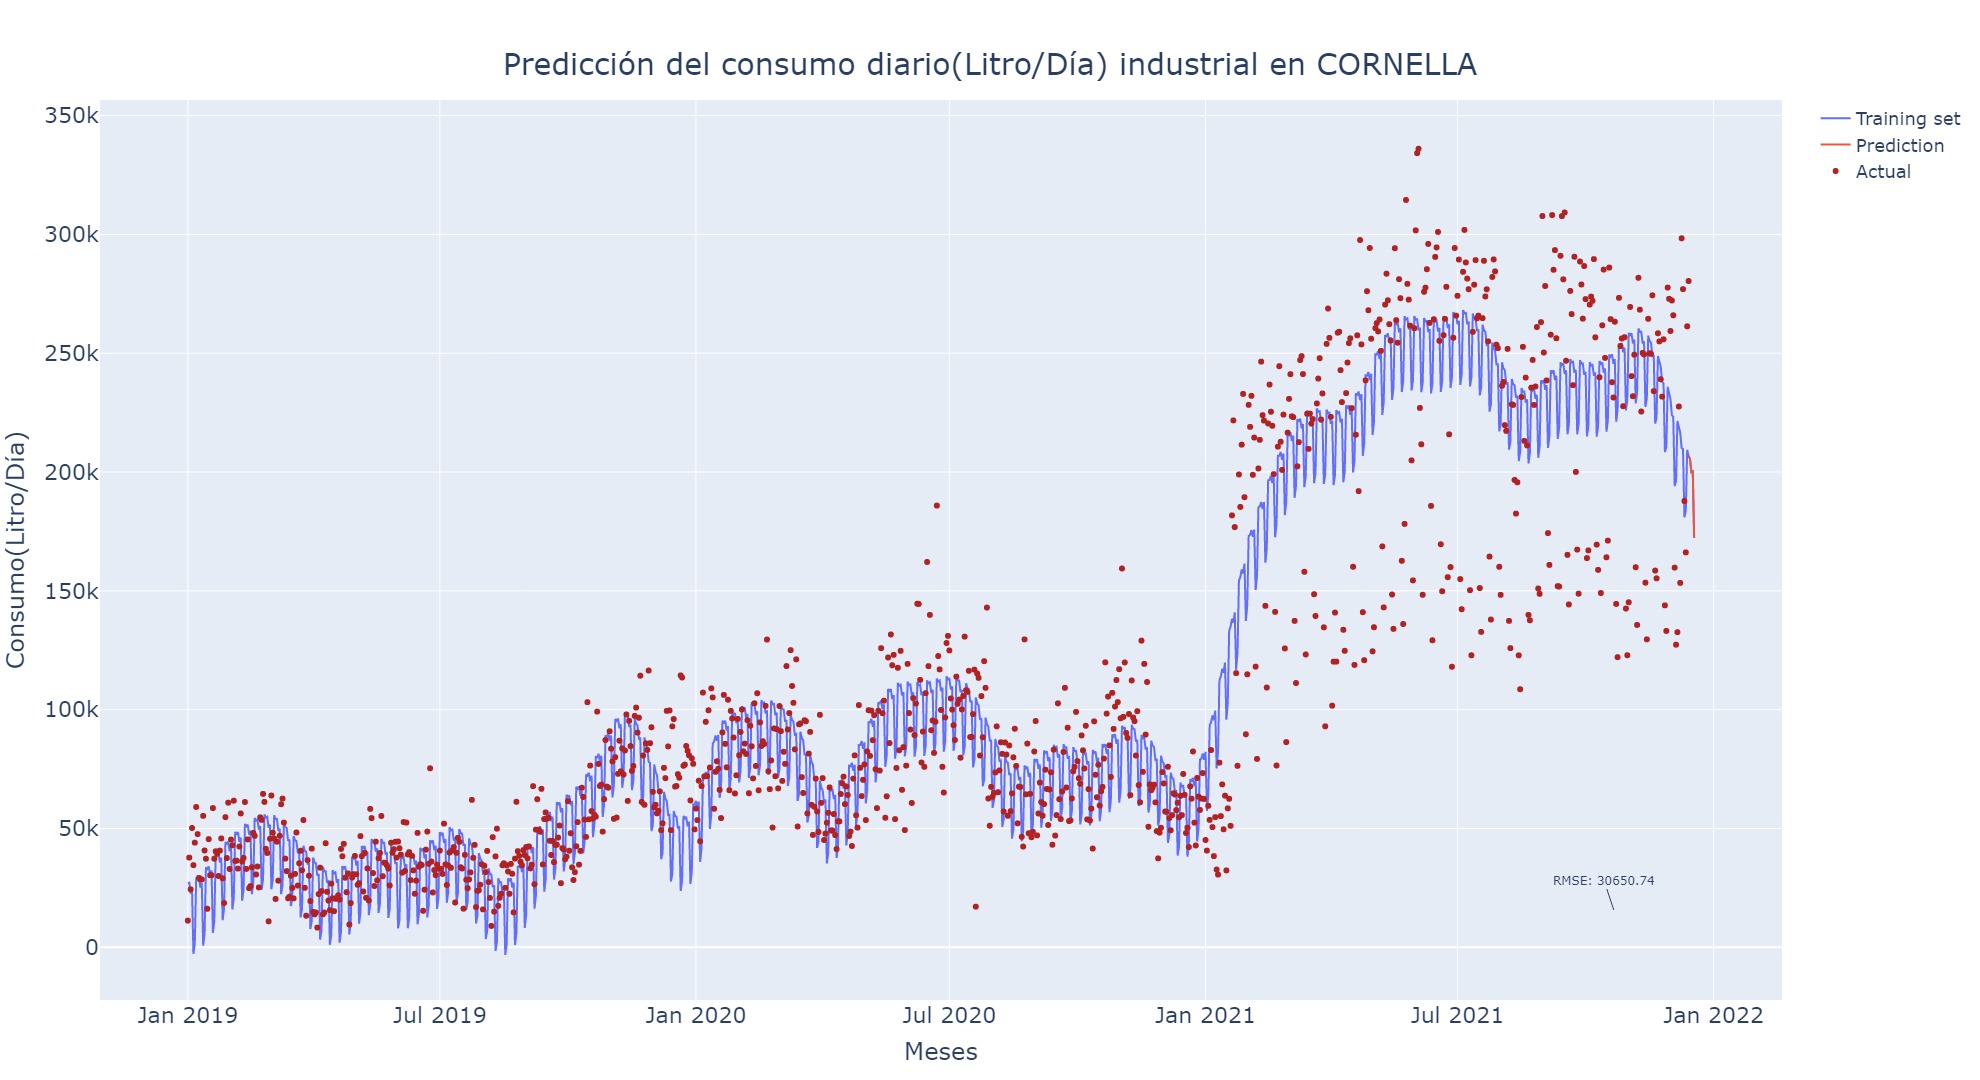 Predicción del consumo diario(Litro/Día) industrial en CORNELLA
Training set
Prediction
Actual
Consumo(Litro/Día)
350k
300k
250k
200k
150k
100k
50k
0
RMSE: 30650.74
Jan 2019
Jul 2019
Jan 2020
Jul 2020
Jan 2021
Jul 2021
Jan 2022
Meses